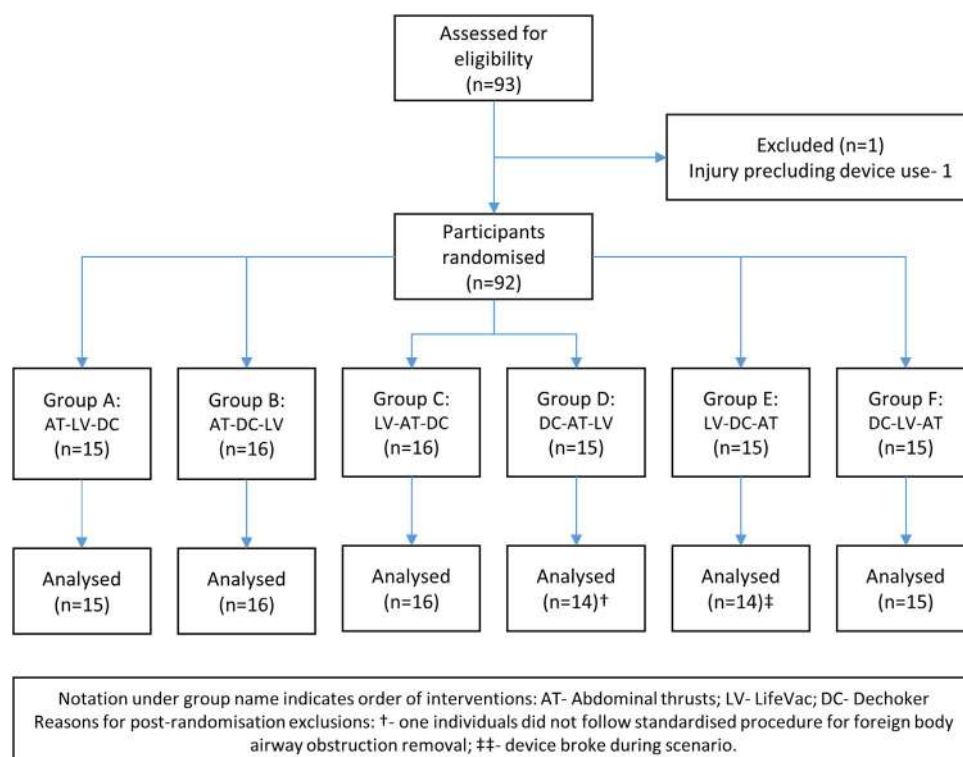 Assessed for
eligibility
(n=93)
Excluded (n=1)
Injury precluding device use- 1
Participants
randomised
(n=92)
Group A:
AT-LV-DC
(n=15)
Group B:
AT-DC-LV
(n=16)
Group C:
LV-AT-DC
(n=16)
Group D:
DC-AT-LV
(n=15)
Group E:
LV-DC-AT
(n=15)
Group F:
DC-LV-AT
(n=15)
Analysed
(n=15)
Analysed
(n=16)
Analysed
(n=16)
Analysed
(n=14)†
Analysed
(n=14)‡
Analysed
(n=15)
Notation under group name indicates order of interventions: AT- Abdominal thrusts; LV- LifeVac; DC- Dechoker
Reasons for post-randomisation exclusions: †- one individuals did not follow standardised procedure for foreign body
airway obstruction removal; ‡‡- device broke during scenario.